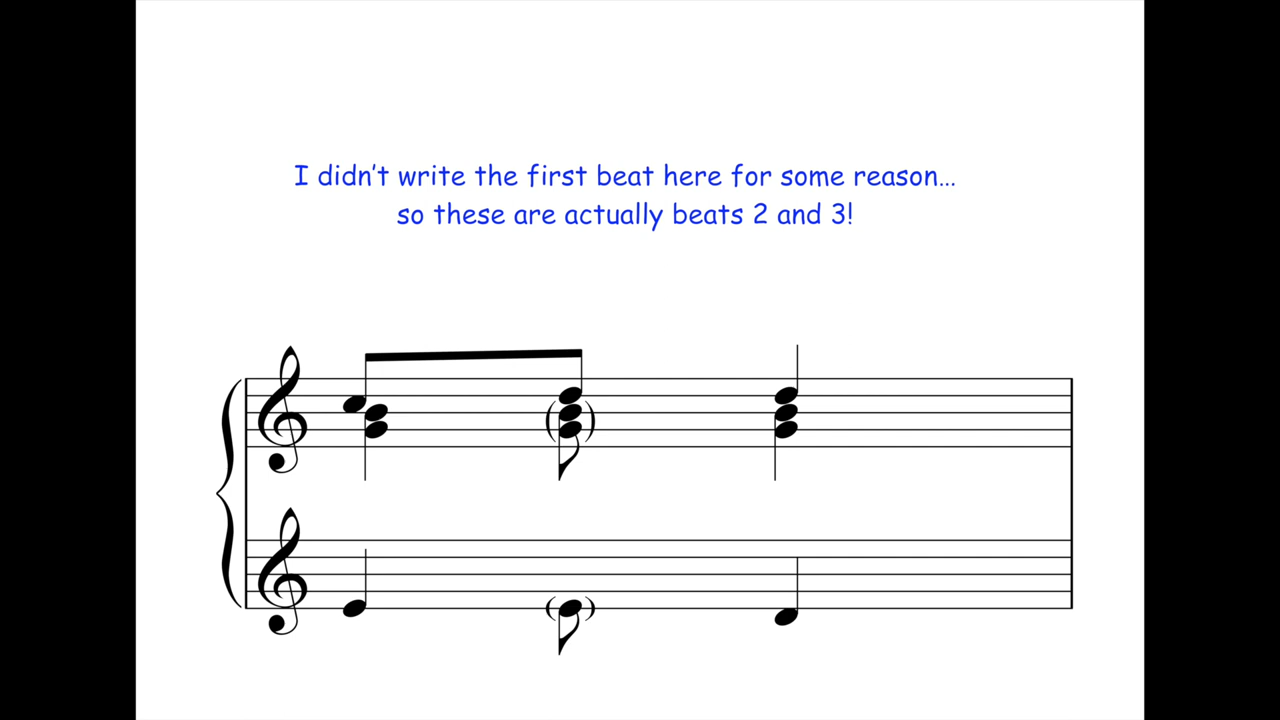 I didn't write the first beat here for some reason...
so these are actually beats 2 and 3!